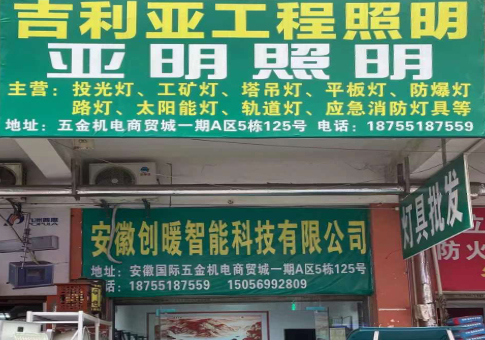 吉利亚工程照明
亚明照明
主营：投光灯、工矿灯、塔吊灯、平板灯、防爆灯
路灯、太阳能灯、轨道灯、应急消防灯具等
地址：五金机电商贸城一期A区5栋125号 电话：18755187559
灯具批发
安徽创暖智能科技有限公司
地址：安徽国际五金机电商贸城一期A区5栋125号
电话：18755187559 15056992809
防火